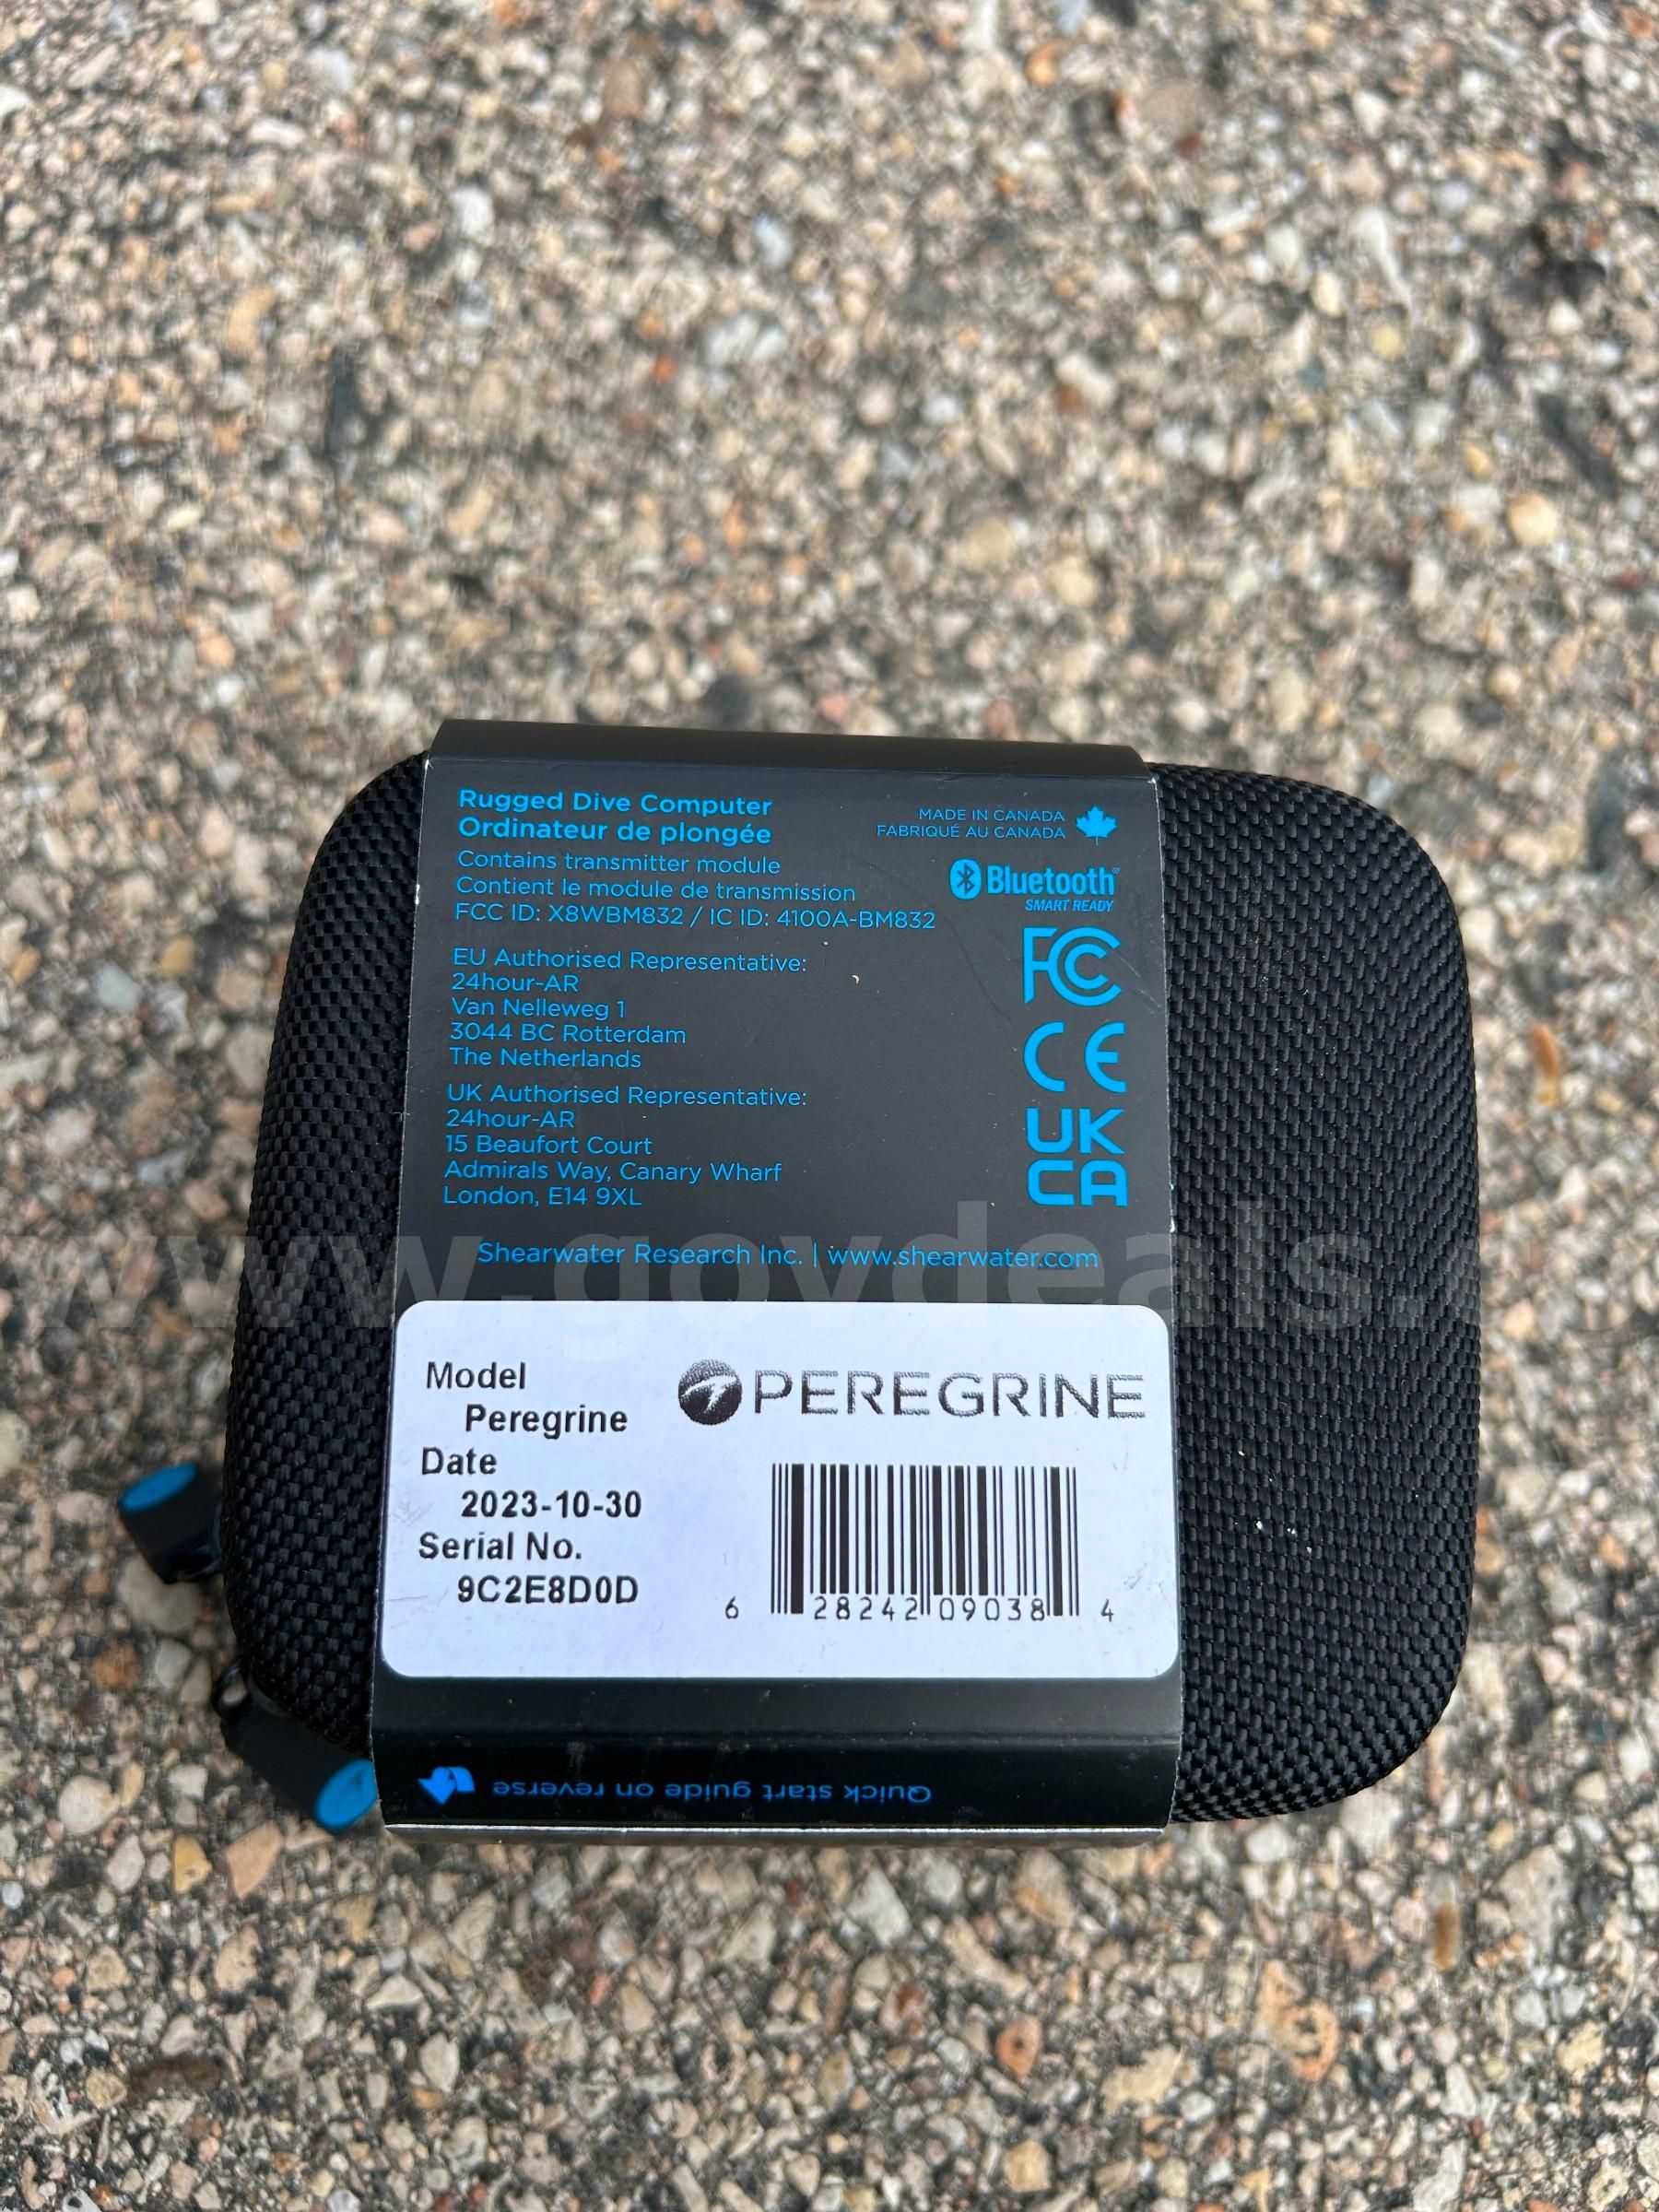 Rugged Dive Computer
Ordinateur de plongée
Contains transmitter module
Contient le module de transmission
FCC ID: X8WBM832 / IC ID: 4100A-BM832
MADE IN CANADA
FABRIQUÉ AU CANADA
Bluetooth
SMART READY
FC
EU Authorised Representative:
24hour-AR
Van Nelleweg 1
3044 BC Rotterdam
The Netherlands
CE
UK Authorised Representative:
24hour-AR
15 Beaufort Court
Admirals Way, Canary Wharf
London, E14 9XL
UK
CA
Shearwater Research Inc. | www.shearwater.com
www.govdeals.
Model
Peregrine
Date
2023-10-30
Serial No.
9C2E8D0D
PEREGRINE
6 28242 09038 4
Quick start guide on reverse